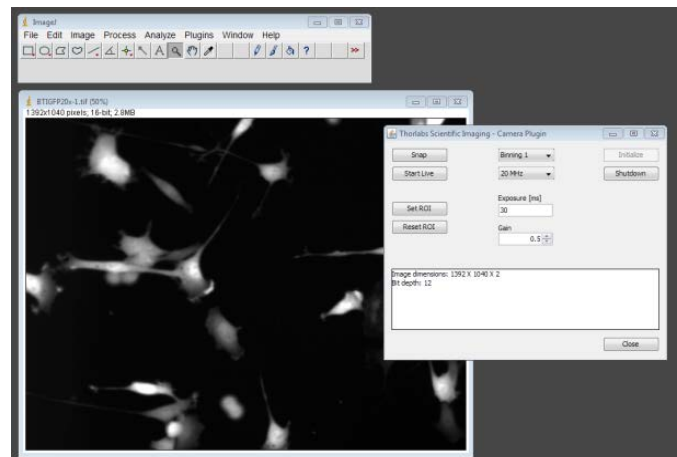 ImageJ
File Edit Image Process Analyze Plugins Window Help
A ? >>
BTIGFP20x-1.tif (50%)
1392x1040 pixels; 16-bit; 2.8MB
Thorlabs Scientific Imaging - Camera Plugin
Snap Binning 1 Initialize
Start Live 20 MHz Shutdown
Exposure [ms]
Set ROI 30
Reset ROI Gain
0.5
Image dimensions: 1392 X 1040 X 2
Bit depth: 12
Close